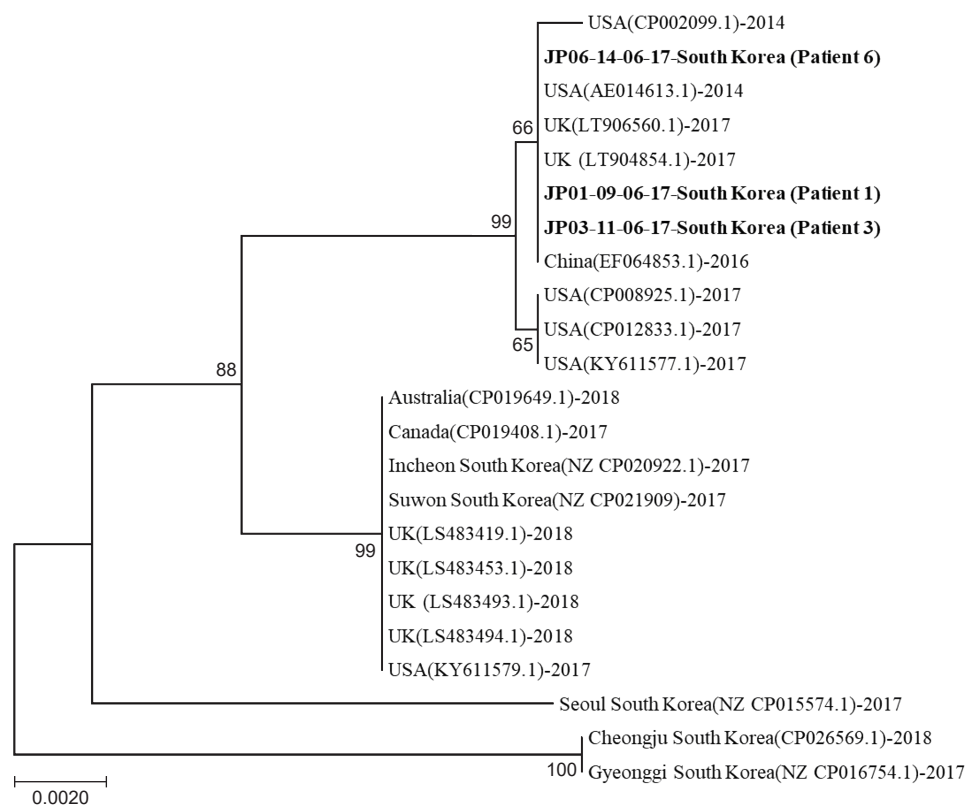 USA(CP002099.1)-2014
JP06-14-06-17-South Korea (Patient 6)
USA(AE014613.1)-2014
UK(LT906560.1)-2017
66
UK (LT904854.1)-2017
JP01-09-06-17-South Korea (Patient 1)
99
JP03-11-06-17-South Korea (Patient 3)
China(EF064853.1)-2016
USA(CP008925.1)-2017
USA(CP012833.1)-2017
65
USA(KY611577.1)-2017
88
Australia(CP019649.1)-2018
Canada(CP019408.1)-2017
Incheon South Korea(NZ CP020922.1)-2017
Suwon South Korea(NZ CP021909)-2017
UK(LS483419.1)-2018
99
UK(LS483453.1)-2018
UK (LS483493.1)-2018
UK(LS483494.1)-2018
USA(KY611579.1)-2017
Seoul South Korea(NZ CP015574.1)-2017
Cheongju South Korea(CP026569.1)-2018
100
Gyeonggi South Korea(NZ CP016754.1)-2017
0.0020